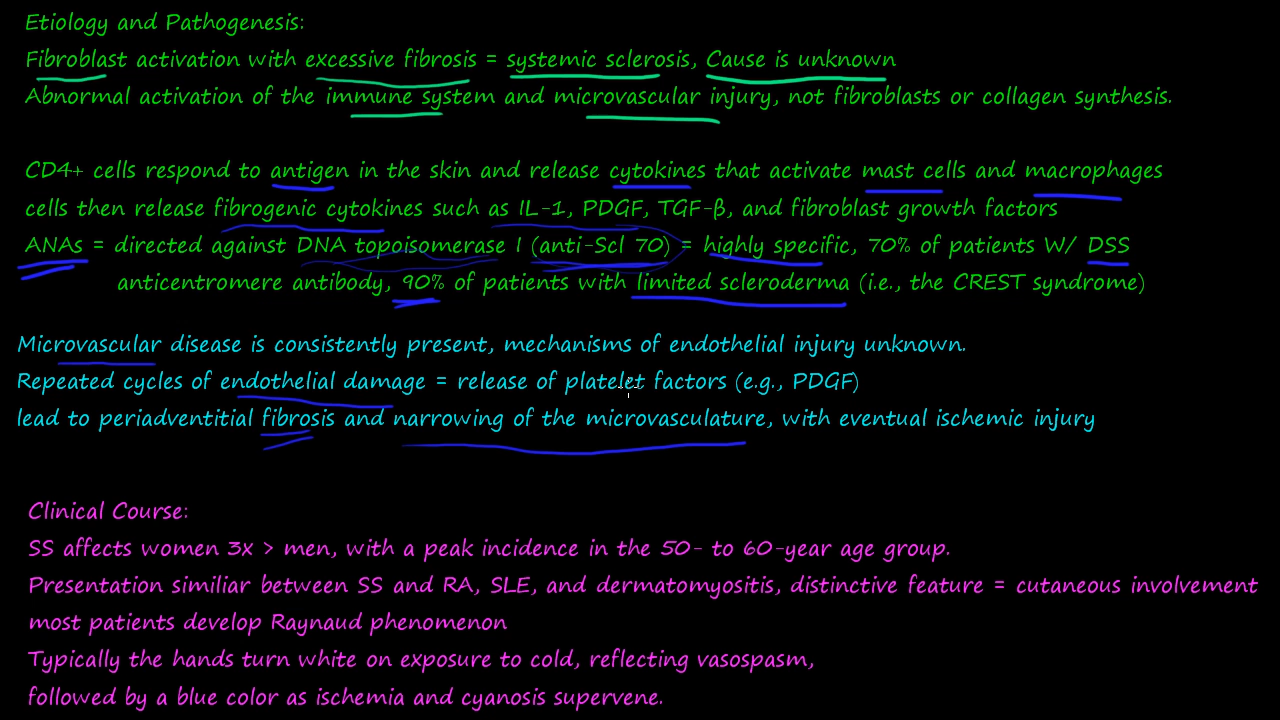 Etiology and Pathogenesis:
Fibroblast activation with excessive fibrosis = systemic sclerosis, Cause is unknown
Abnormal activation of the immune system and microvascular injury, not fibroblasts or collagen synthesis.
CD4+ cells respond to antigen in the skin and release cytokines that activate mast cells and macrophages
cells then release fibrogenic cytokines such as IL-1, PDGF, TGF-β, and fibroblast growth factors
ANAs = directed against DNA topoisomerase I (anti-Scl 70) = highly specific, 70% of patients W/ DSS
anticentromere antibody, 90% of patients with limited scleroderma (i.e., the CREST syndrome)
Microvascular disease is consistently present, mechanisms of endothelial injury unknown.
Repeated cycles of endothelial damage = release of platelet factors (e.g., PDGF)
lead to periadventitial fibrosis and narrowing of the microvasculature, with eventual ischemic injury
Clinical Course:
SS affects women 3x > men, with a peak incidence in the 50- to 60-year age group.
Presentation similiar between SS and RA, SLE, and dermatomyositis, distinctive feature = cutaneous involvement
most patients develop Raynaud phenomenon
Typically the hands turn white on exposure to cold, reflecting vasospasm,
followed by a blue color as ischemia and cyanosis supervene.